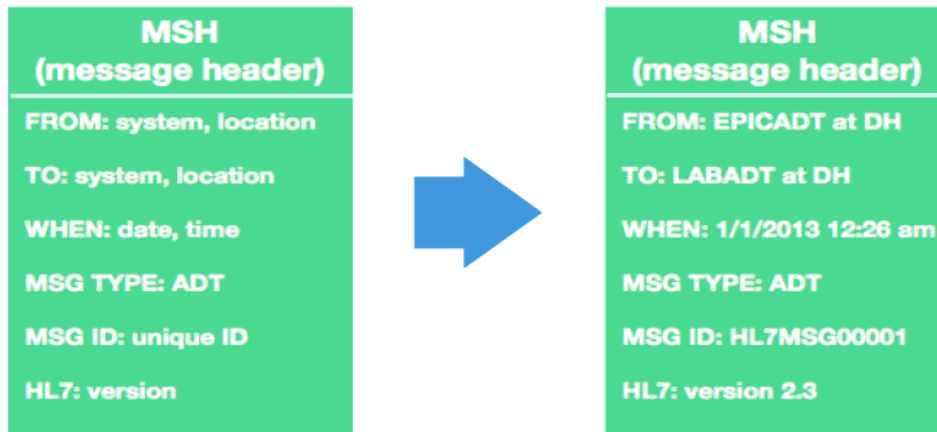 MSH
(message header)
FROM: system, location
TO: system, location
WHEN: date, time
MSG TYPE: ADT
MSG ID: unique ID
HL7: version
MSH
(message header)
FROM: EPICADT at DH
TO: LABADT at DH
WHEN: 1/1/2013 12:26 am
MSG TYPE: ADT
MSG ID: HL7MSG00001
HL7: version 2.3